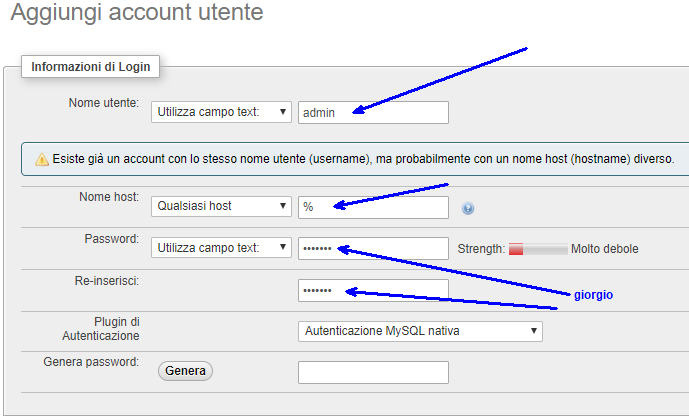 Aggiungi account utente
Informazioni di Login
Nome utente: Utilizza campo text: admin
Esiste già un account con lo stesso nome utente (username), ma probabilmente con un nome host (hostname) diverso.
Nome host: Qualsiasi host %
Password: Utilizza campo text: ••••••• Strength: Molto debole
Re-inserisci: •••••••
giorgio
Plugin di
Autenticazione Autenticazione MySQL nativa
Genera password: Genera